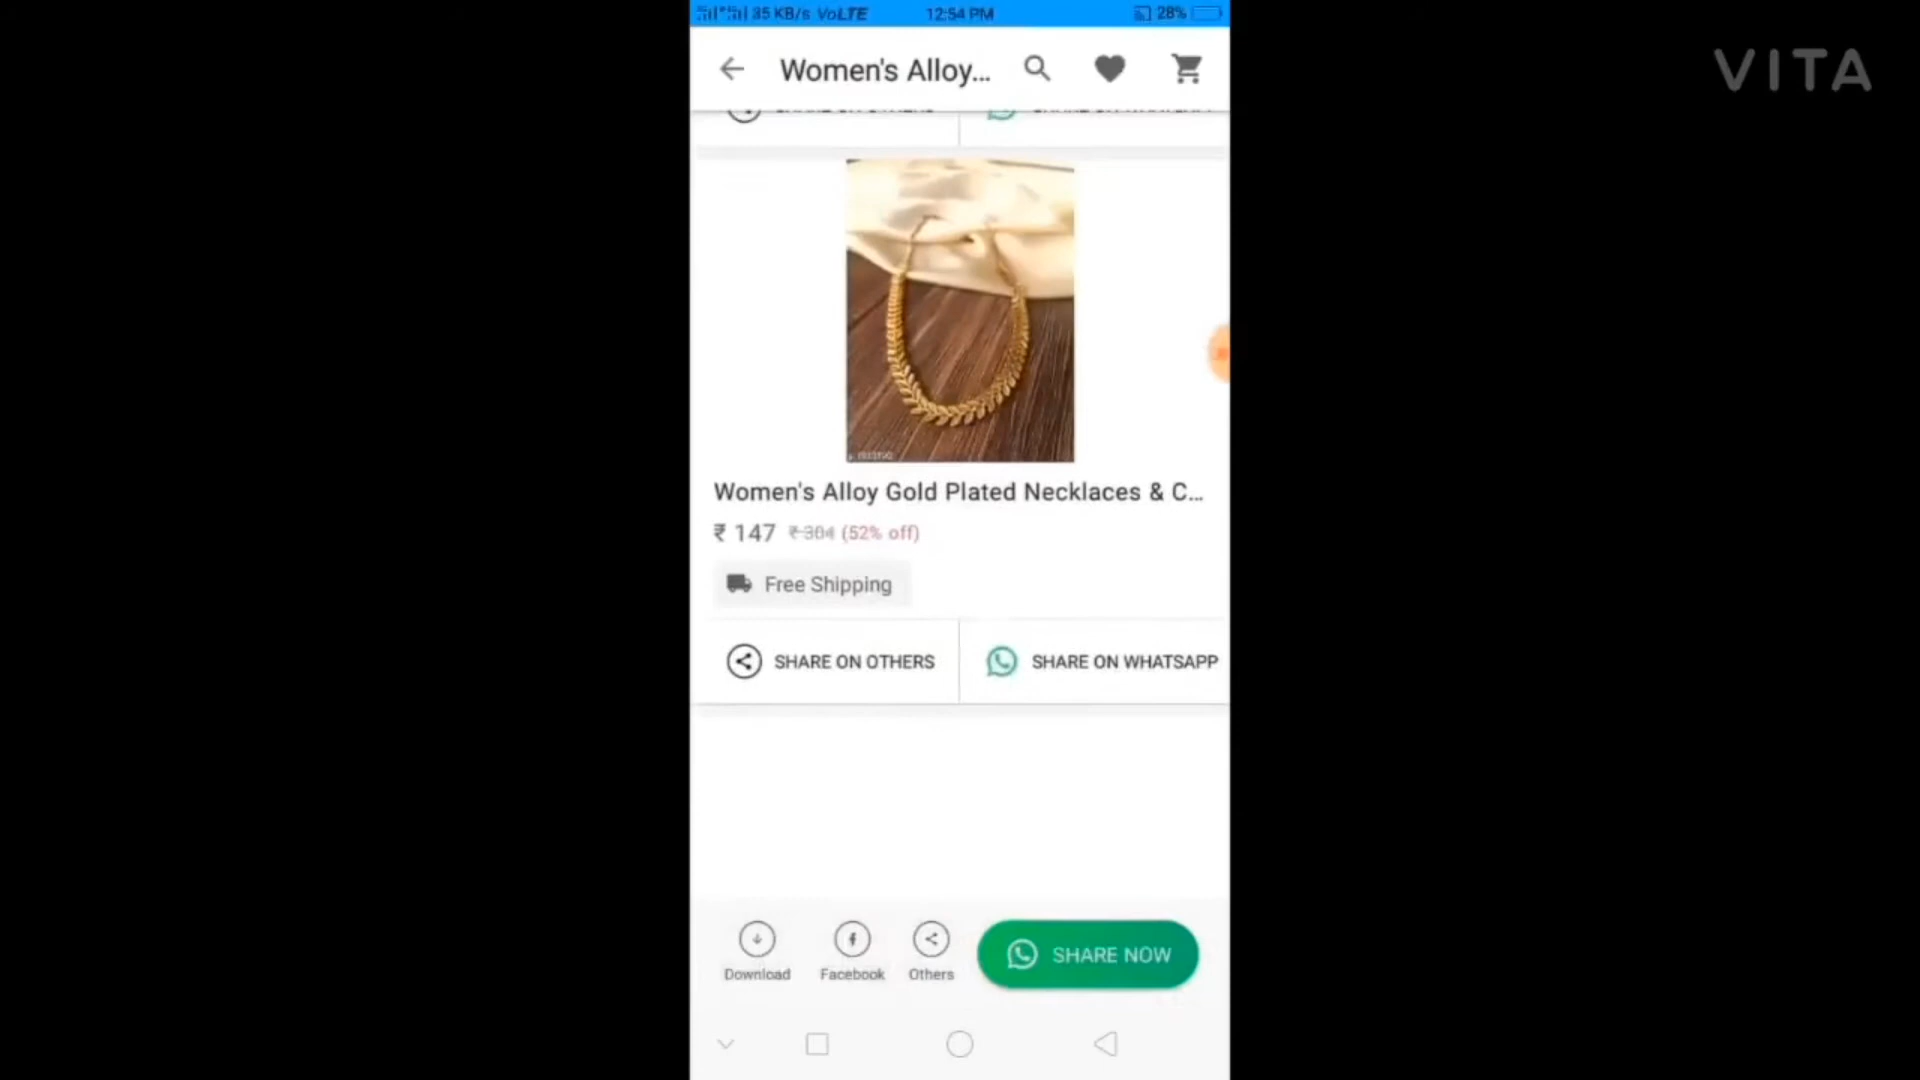 35 KB/s VoLTE 12:54 PM 28%
VITA
Women's Alloy...
Women's Alloy Gold Plated Necklaces & C...
₹ 147 ₹ 304 (52% off)
Free Shipping
SHARE ON OTHERS SHARE ON WHATSAPP
SHARE NOW
Download Facebook Others